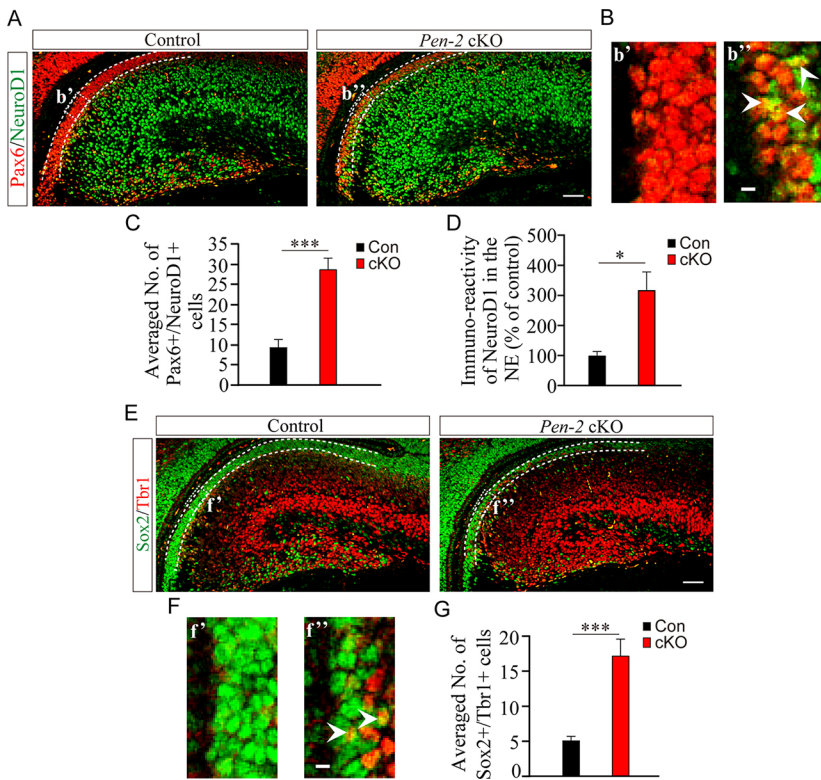 A
Control
Pen-2 cKO
Pax6/NeuroD1
b’
b’’
B
b’
b’’
C
Averaged No. of
Pax6+/NeuroD1+
cells
35
30
25
20
15
10
5
0
***
Con
cKO
D
Immuno-reactivity
of NeuroD1 in the
NE (% of control)
500
400
300
200
100
0
*
Con
cKO
E
Control
Pen-2 cKO
Sox2/Tbr1
f’
f’’
F
f’
f’’
G
Averaged No. of
Sox2+/Tbr1+ cells
20
15
10
5
0
***
Con
cKO